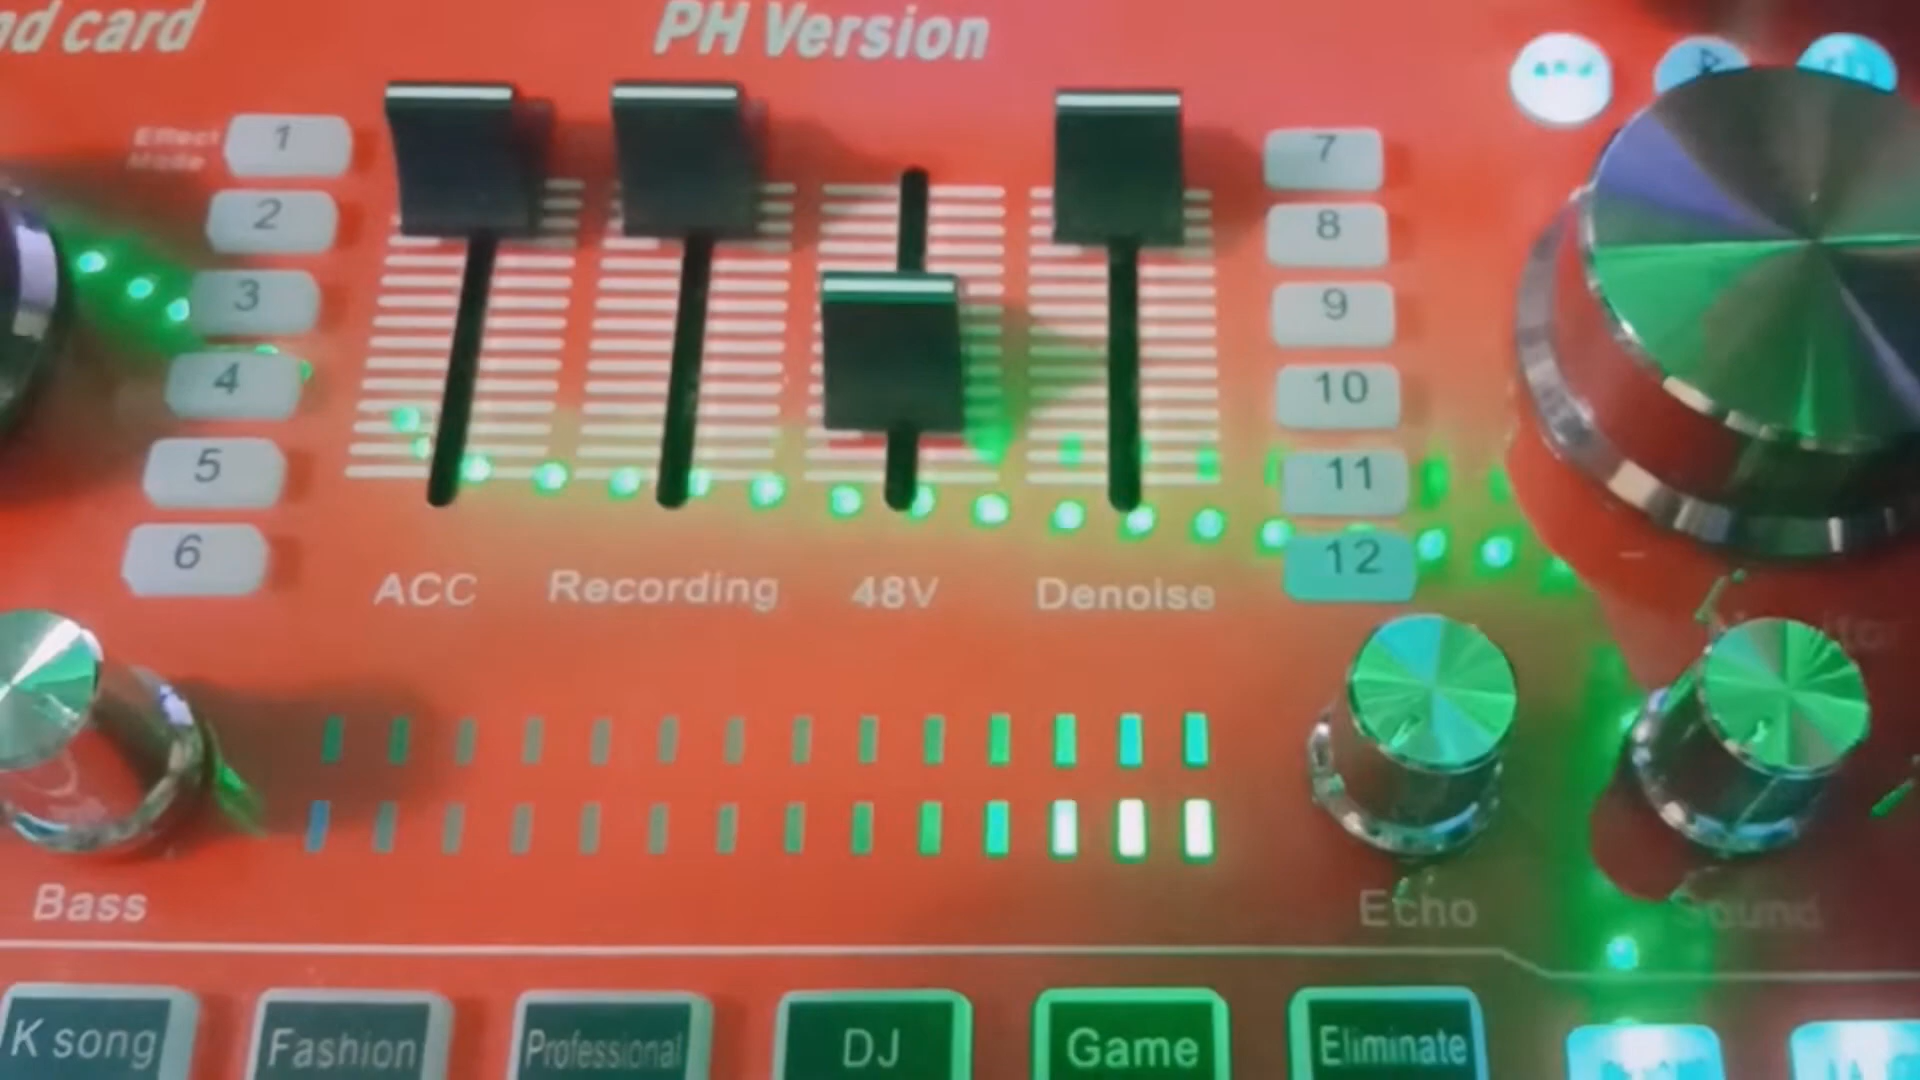 nd card
PH Version
Effect
Mode
1
2
3
4
5
6
7
8
9
10
11
12
ACC
Recording
48V
Denoise
Bass
Echo
Sound
K song
Fashion
Professional
DJ
Game
Eliminate